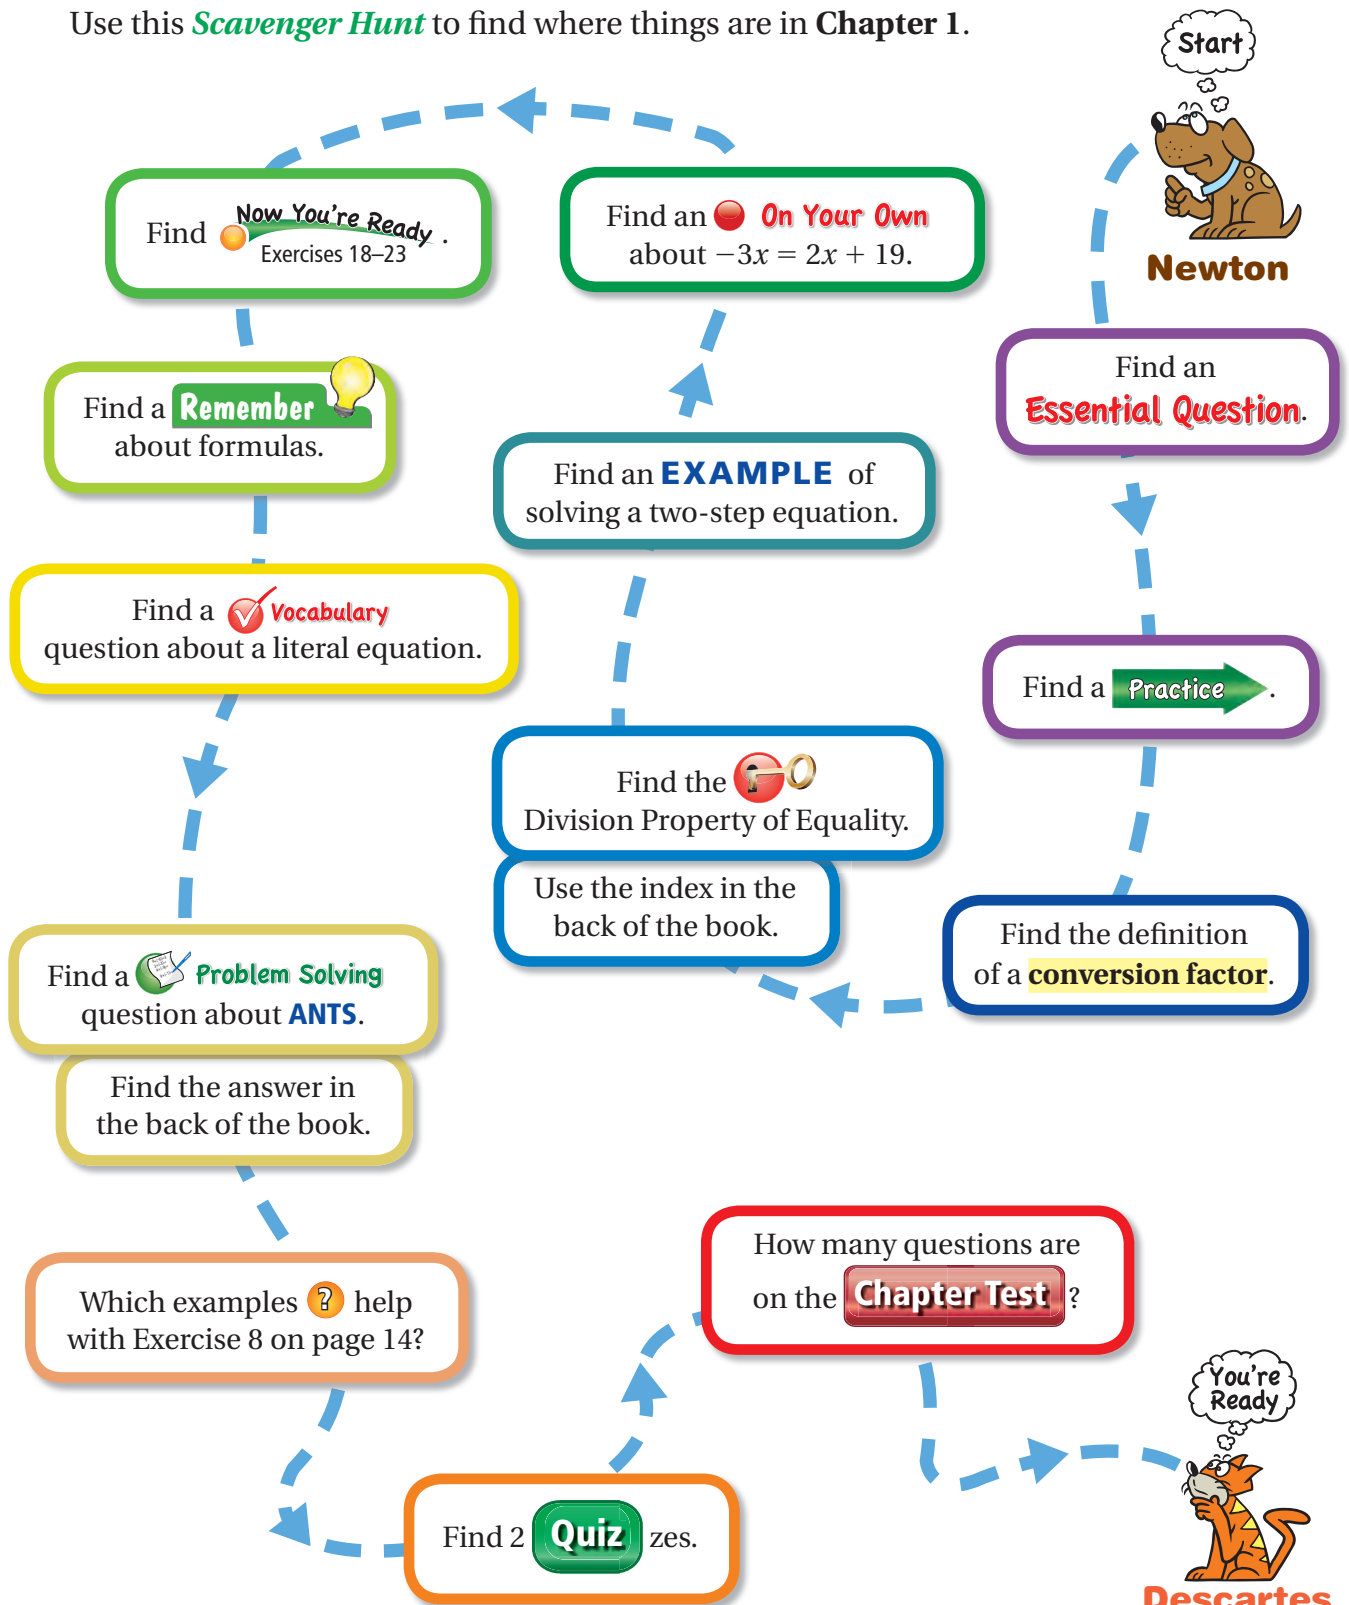 Use this Scavenger Hunt to find where things are in Chapter 1.
Start
Newton
Find an
Essential Question.
Find a Practice.
Find the definition
of a conversion factor.
Find the
Division Property of Equality.
Use the index in the
back of the book.
Find an EXAMPLE of
solving a two-step equation.
Find an On Your Own
about −3x = 2x + 19.
Find Now You're Ready.
Exercises 18–23
Find a Remember
about formulas.
Find a Vocabulary
question about a literal equation.
Find a Problem Solving
question about ANTS.
Find the answer in
the back of the book.
Which examples ? help
with Exercise 8 on page 14?
Find 2 Quiz zes.
How many questions are
on the Chapter Test ?
You're
Ready
Descartes